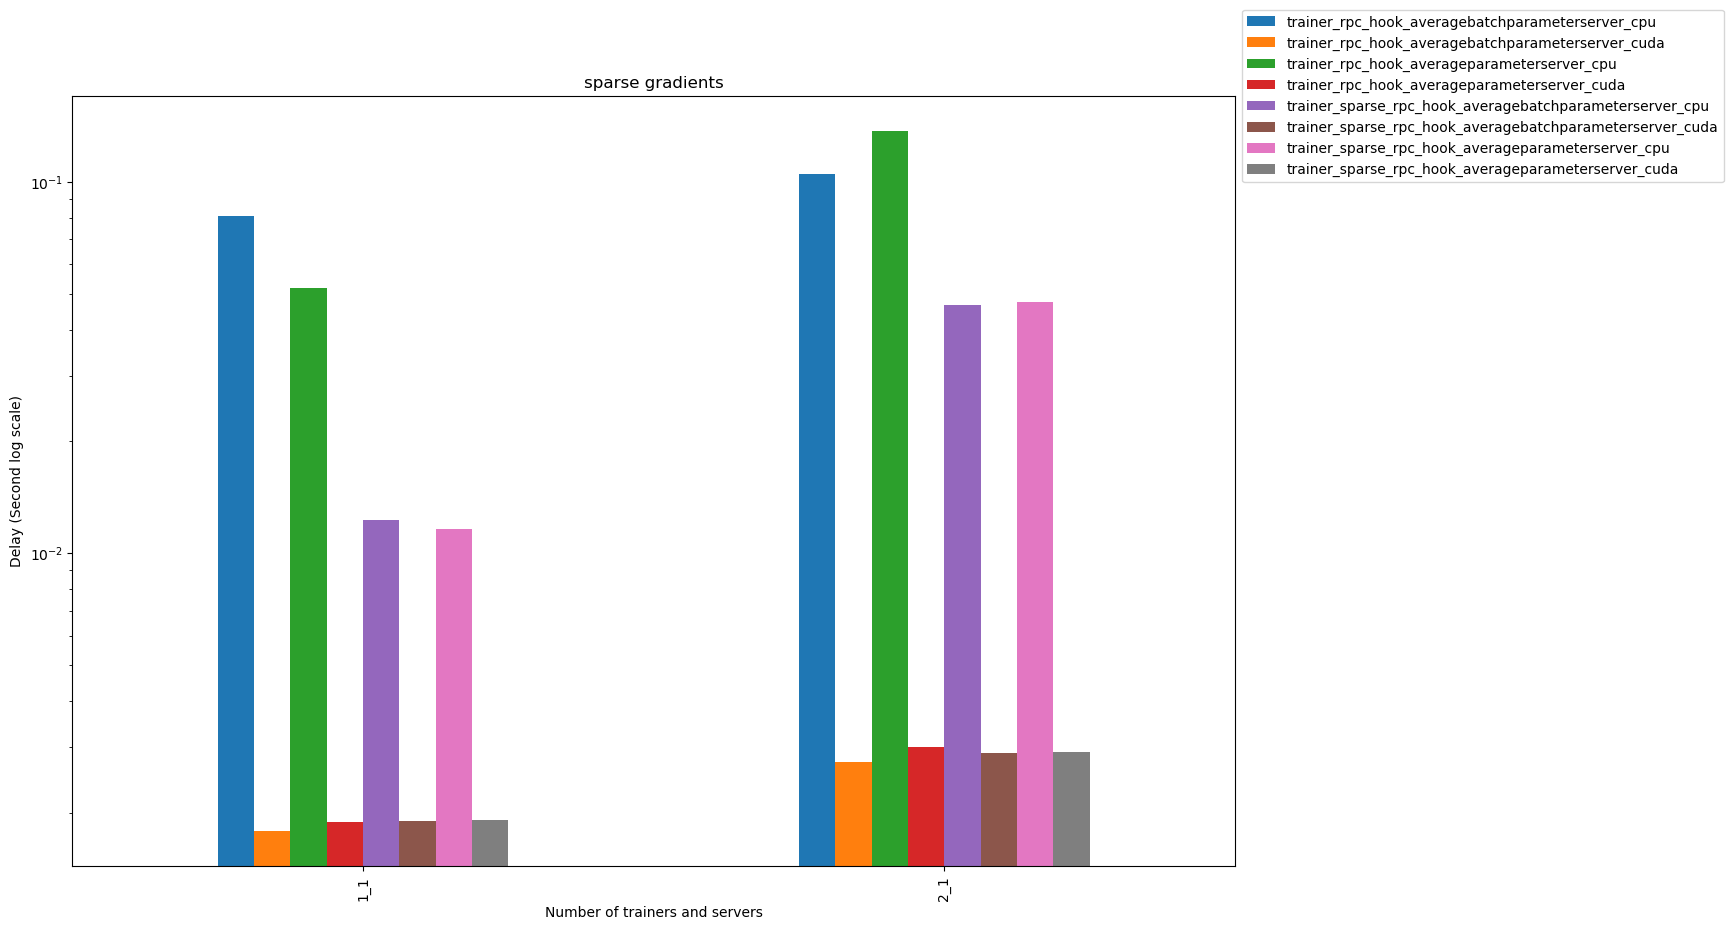 trainer_rpc_hook_averagebatchparameterserver_cpu
trainer_rpc_hook_averagebatchparameterserver_cuda
trainer_rpc_hook_averageparameterserver_cpu
trainer_rpc_hook_averageparameterserver_cuda
trainer_sparse_rpc_hook_averagebatchparameterserver_cpu
trainer_sparse_rpc_hook_averagebatchparameterserver_cuda
trainer_sparse_rpc_hook_averageparameterserver_cpu
trainer_sparse_rpc_hook_averageparameterserver_cuda
sparse gradients
Delay (Second log scale)
10⁻¹
10⁻²
1_1
2_1
Number of trainers and servers